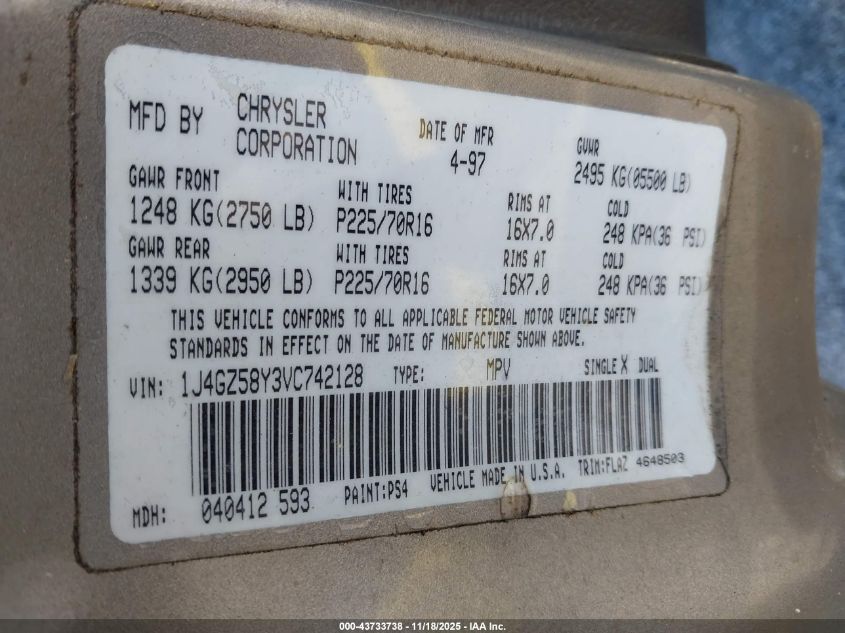 MFD BY CHRYSLER CORPORATION DATE OF MFR 4-97 GVWR 2495 KG(05500 LB)
GAWR FRONT WITH TIRES RIMS AT COLD
1248 KG(2750 LB) P225/70R16 16X7.0 248 KPA(36 PSI)
GAWR REAR WITH TIRES RIMS AT COLD
1339 KG(2950 LB) P225/70R16 16X7.0 248 KPA(36 PSI)
THIS VEHICLE CONFORMS TO ALL APPLICABLE FEDERAL MOTOR VEHICLE SAFETY
STANDARDS IN EFFECT ON THE DATE OF MANUFACTURE SHOWN ABOVE.
VIN: 1J4GZ58Y3VC742128 TYPE: MPV SINGLE X DUAL
MDH: 040412 593 PAINT:PS4 VEHICLE MADE IN U.S.A. TRIM:FLAZ 4648503
000-43733738 - 11/18/2025 - IAA Inc.